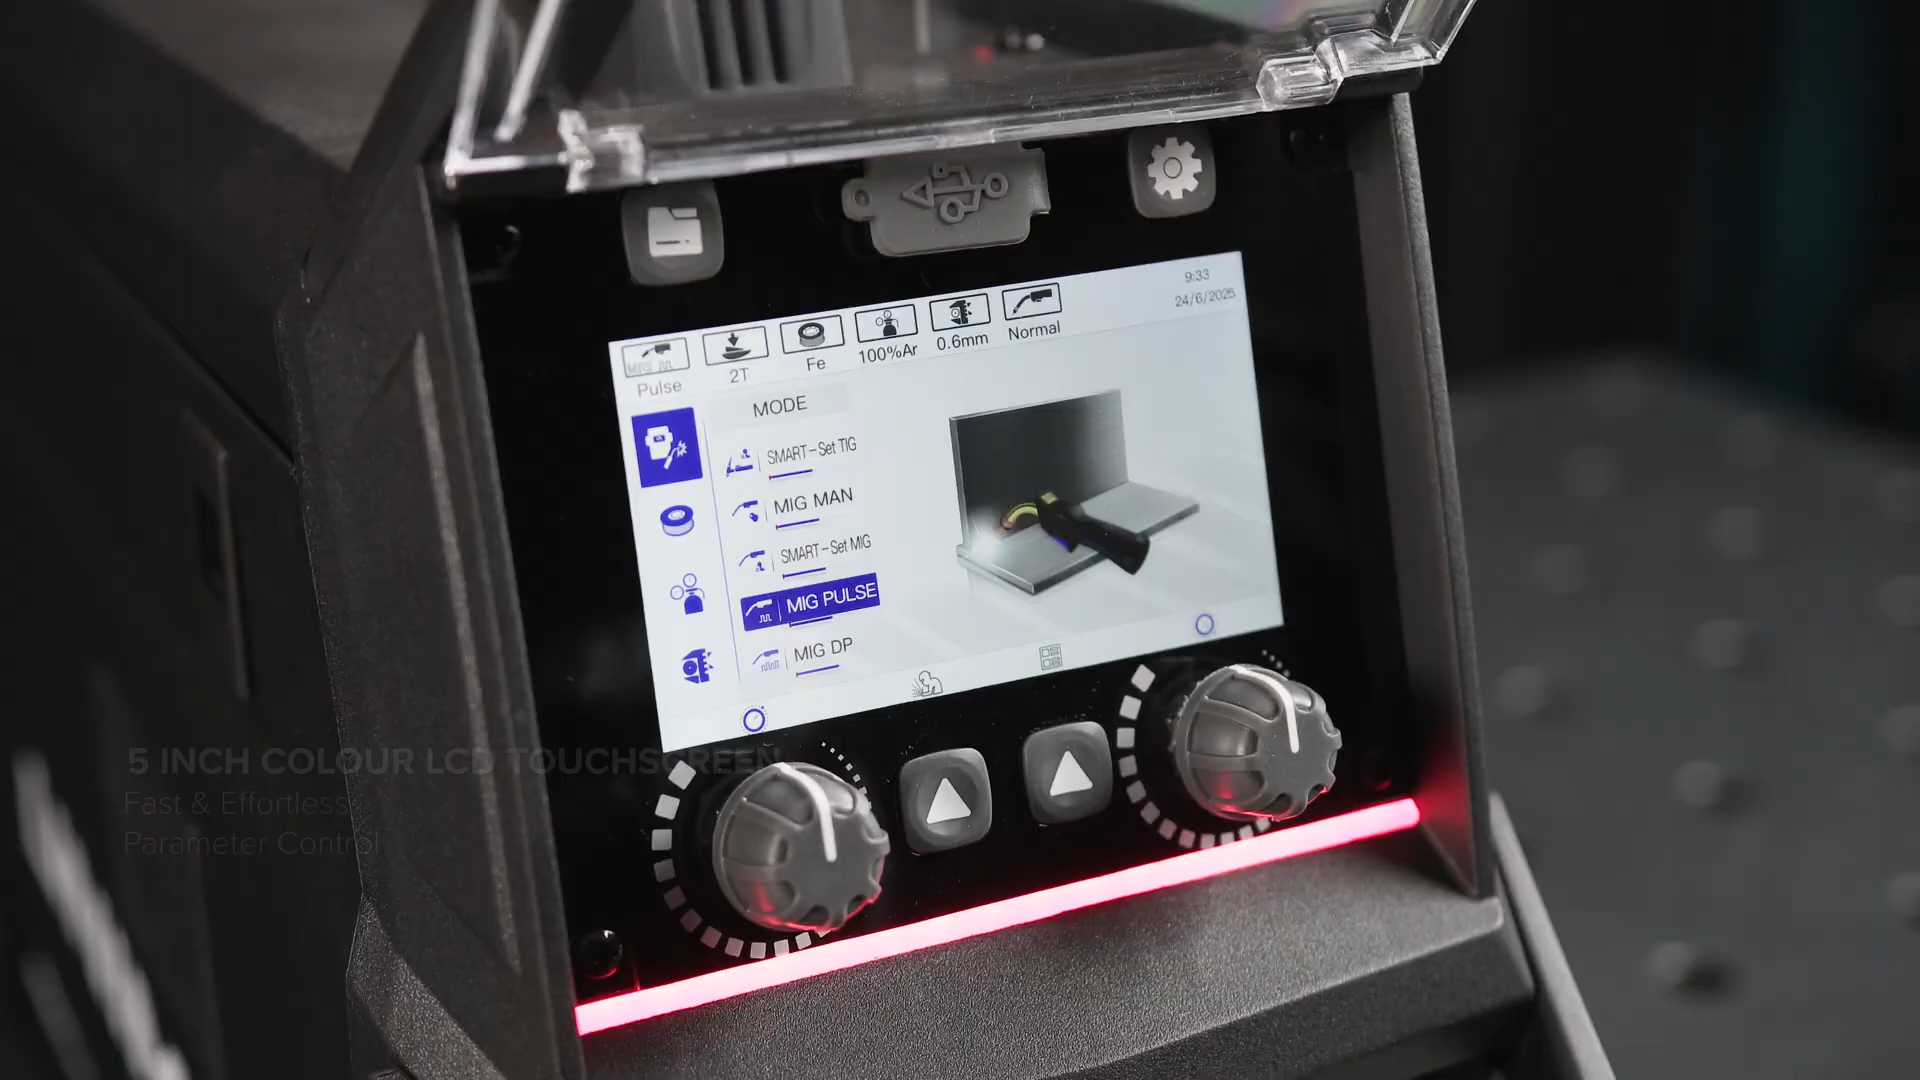 9:33
24/6/2025
Pulse
2T
Fe
100%Ar
0.6mm
Normal
MODE
SMART-Set TIG
MIG MAN
SMART-Set MIG
MIG PULSE
MIG DP
5 INCH COLOUR LCD TOUCHSCREEN
Fast & Effortless
Parameter Control